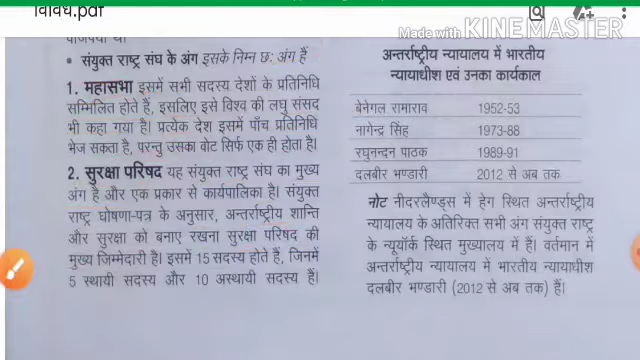 विविध.pdf
Made with KINEMASTER
• संयुक्त राष्ट्र संघ के अंग इसके निम्न छ: अंग हैं
1. महासभा इसमें सभी सदस्य देशों के प्रतिनिधि
सम्मिलित होते हैं, इसलिए इसे विश्व की लघु संसद
भी कहा गया है। प्रत्येक देश इसमें पाँच प्रतिनिधि
भेज सकता है, परन्तु उसका वोट सिर्फ एक ही होता है।
2. सुरक्षा परिषद यह संयुक्त राष्ट्र संघ का मुख्य
अंग है और एक प्रकार से कार्यपालिका है। संयुक्त
राष्ट्र घोषणा-पत्र के अनुसार, अन्तर्राष्ट्रीय शान्ति
और सुरक्षा को बनाए रखना सुरक्षा परिषद की
मुख्य जिम्मेदारी है। इसमें 15 सदस्य होते हैं, जिनमें
5 स्थायी सदस्य और 10 अस्थायी सदस्य हैं।
अन्तर्राष्ट्रीय न्यायालय में भारतीय
न्यायाधीश एवं उनका कार्यकाल
बेनेगल रामाराव 1952-53
नागेन्द्र सिंह 1973-88
रघुनन्दन पाठक 1989-91
दलबीर भण्डारी 2012 से अब तक
नोट नीदरलैण्ड्स में हेग स्थित अन्तर्राष्ट्रीय
न्यायालय के अतिरिक्त सभी अंग संयुक्त राष्ट्र
के न्यूयॉर्क स्थित मुख्यालय में हैं। वर्तमान में
अन्तर्राष्ट्रीय न्यायालय में भारतीय न्यायाधीश
दलबीर भण्डारी (2012 से अब तक) हैं।